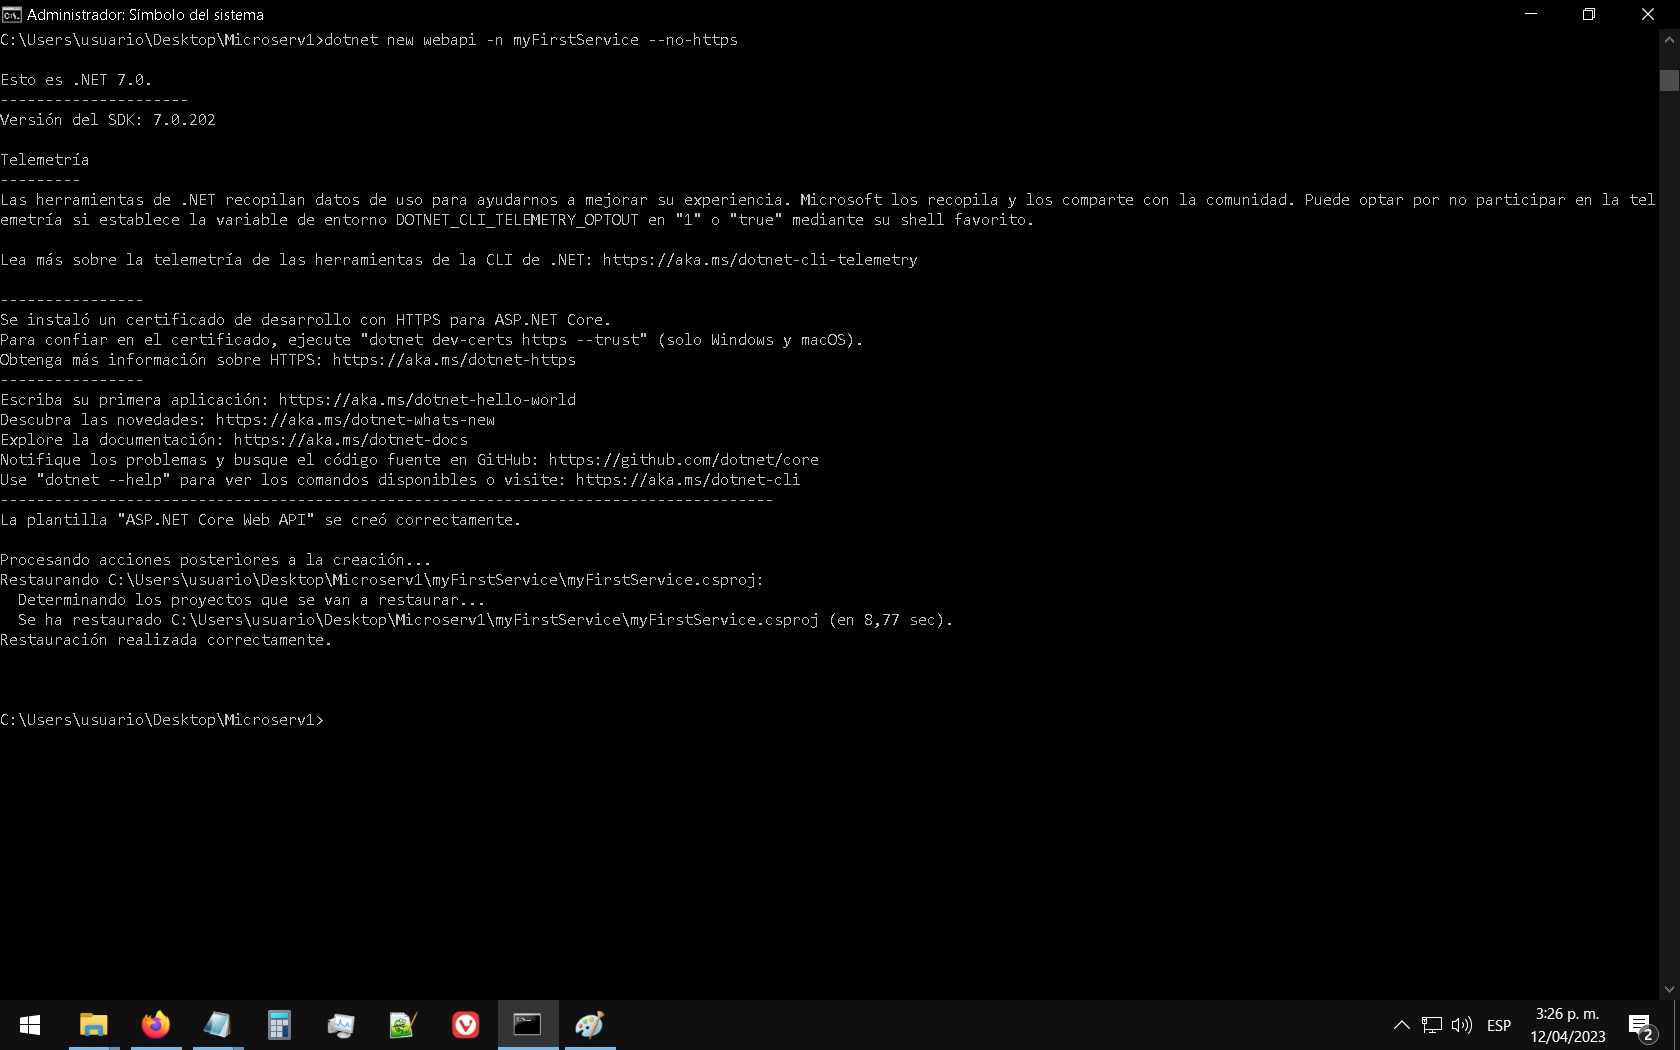 Administrador: Símbolo del sistema
C:\Users\usuario\Desktop\Microserv1>dotnet new webapi -n myFirstService --no-https
Esto es .NET 7.0.
---------------------
Versión del SDK: 7.0.202
Telemetría
---------
Las herramientas de .NET recopilan datos de uso para ayudarnos a mejorar su experiencia. Microsoft los recopila y los comparte con la comunidad. Puede optar por no participar en la tel
emetría si establece la variable de entorno DOTNET_CLI_TELEMETRY_OPTOUT en "1" o "true" mediante su shell favorito.
Lea más sobre la telemetría de las herramientas de la CLI de .NET: https://aka.ms/dotnet-cli-telemetry
----------------
Se instaló un certificado de desarrollo con HTTPS para ASP.NET Core.
Para confiar en el certificado, ejecute "dotnet dev-certs https --trust" (solo Windows y macOS).
Obtenga más información sobre HTTPS: https://aka.ms/dotnet-https
----------------
Escriba su primera aplicación: https://aka.ms/dotnet-hello-world
Descubra las novedades: https://aka.ms/dotnet-whats-new
Explore la documentación: https://aka.ms/dotnet-docs
Notifique los problemas y busque el código fuente en GitHub: https://github.com/dotnet/core
Use "dotnet --help" para ver los comandos disponibles o visite: https://aka.ms/dotnet-cli
--------------------------------------------------------------------------------------
La plantilla "ASP.NET Core Web API" se creó correctamente.
Procesando acciones posteriores a la creación...
Restaurando C:\Users\usuario\Desktop\Microserv1\myFirstService\myFirstService.csproj:
  Determinando los proyectos que se van a restaurar...
  Se ha restaurado C:\Users\usuario\Desktop\Microserv1\myFirstService\myFirstService.csproj (en 8,77 sec).
Restauración realizada correctamente.
C:\Users\usuario\Desktop\Microserv1>
ESP
3:26 p. m.
12/04/2023
2